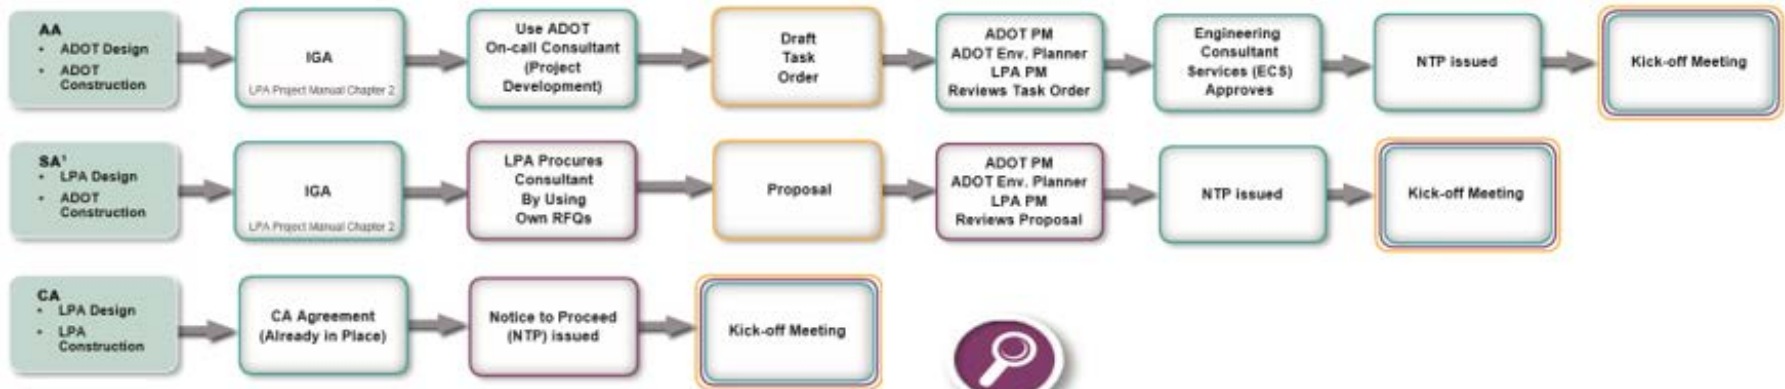 AA
• ADOT Design
• ADOT
Construction
IGA
LPA Project Manual Chapter 2
Use ADOT
On-call Consultant
(Project
Development)
Draft
Task
Order
ADOT PM
ADOT Env. Planner
LPA PM
Reviews Task Order
Engineering
Consultant
Services (ECS)
Approves
NTP issued
Kick-off Meeting
SA¹
• LPA Design
• ADOT
Construction
IGA
LPA Project Manual Chapter 2
LPA Procures
Consultant
By Using
Own RFQs
Proposal
ADOT PM
ADOT Env. Planner
LPA PM
Reviews Proposal
NTP issued
Kick-off Meeting
CA
• LPA Design
• LPA
Construction
CA Agreement
(Already in Place)
Notice to Proceed
(NTP) issued
Kick-off Meeting